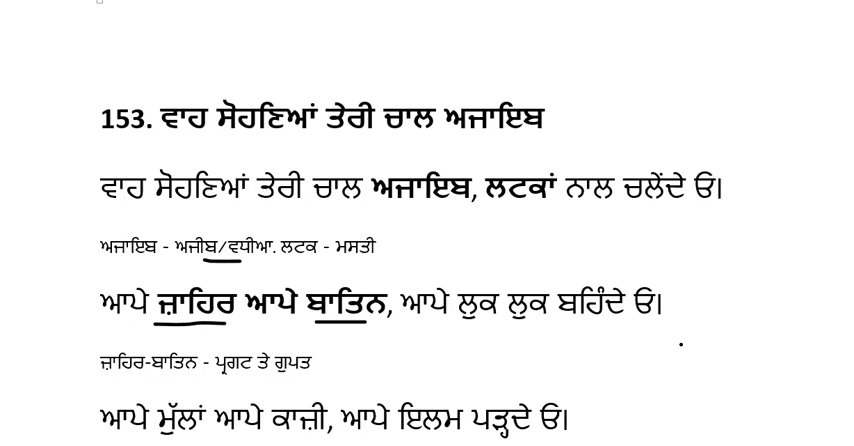 153. ਵਾਹ ਸੋਹਣਿਆਂ ਤੇਰੀ ਚਾਲ ਅਜਾਇਬ
ਵਾਹ ਸੋਹਣਿਆਂ ਤੇਰੀ ਚਾਲ ਅਜਾਇਬ, ਲਟਕਾਂ ਨਾਲ ਚਲੇਂਦੇ ਓ।
ਅਜਾਇਬ - ਅਜੀਬ/ਵਧੀਆ. ਲਟਕ - ਮਸਤੀ
ਆਪੇ ਜ਼ਾਹਿਰ ਆਪੇ ਬਾਤਿਨ, ਆਪੇ ਲੁਕ ਲੁਕ ਬਹਿੰਦੇ ਓ।
ਜ਼ਾਹਿਰ-ਬਾਤਿਨ - ਪ੍ਰਗਟ ਤੇ ਗੁਪਤ
ਆਪੇ ਮੁੱਲਾਂ ਆਪੇ ਕਾਜ਼ੀ, ਆਪੇ ਇਲਮ ਪੜ੍ਹਦੇ ਓ।